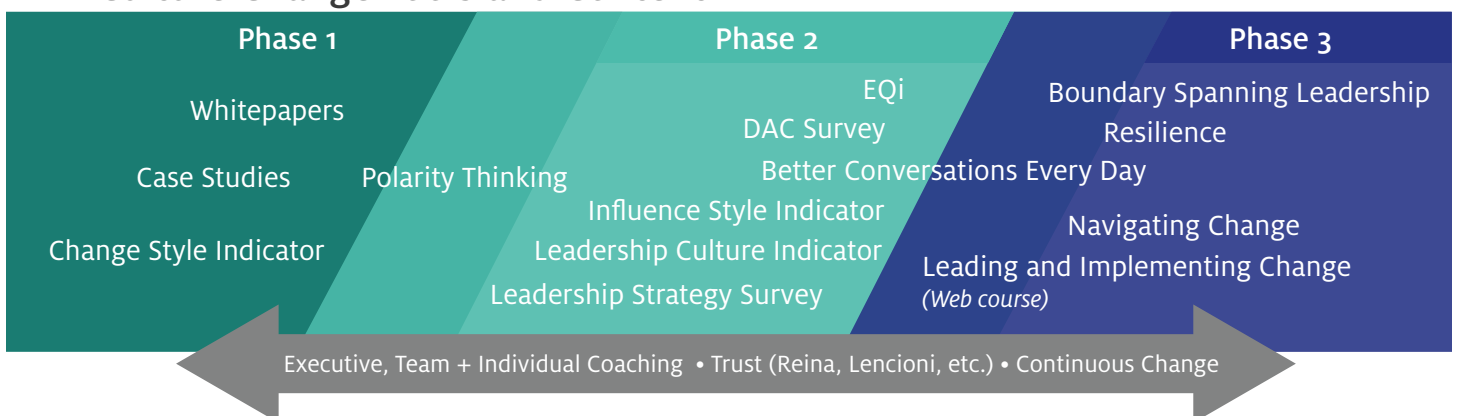 Phase 1
Whitepapers
Case Studies
Change Style Indicator
Polarity Thinking
Phase 2
EQi
DAC Survey
Better Conversations Every Day
Influence Style Indicator
Leadership Culture Indicator
Leadership Strategy Survey
Phase 3
Boundary Spanning Leadership
Resilience
Navigating Change
Leading and Implementing Change
(Web course)
Executive, Team + Individual Coaching • Trust (Reina, Lencioni, etc.) • Continuous Change